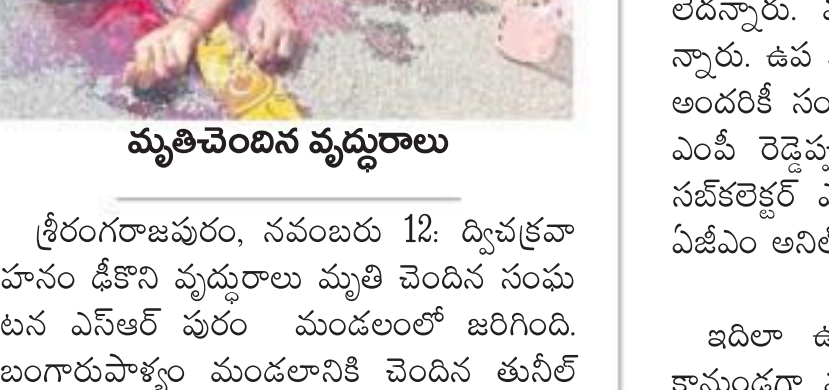 మృతిచెందిన వృద్ధురాలు
శ్రీరంగరాజపురం, నవంబరు 12: ద్విచక్రవా
హనం ఢీకొని వృద్ధురాలు మృతి చెందిన సంఘ
టన ఎస్ఆర్ పురం మండలంలో జరిగింది.
బంగారుపాళ్యం మండలానికి చెందిన తునీల్
లేదన్నారు.
న్నారు. ఉప
అందరికీ
ఎంపీ
సబ్‌కలెక్టర్
ఏజీఎం
ఇదిలా